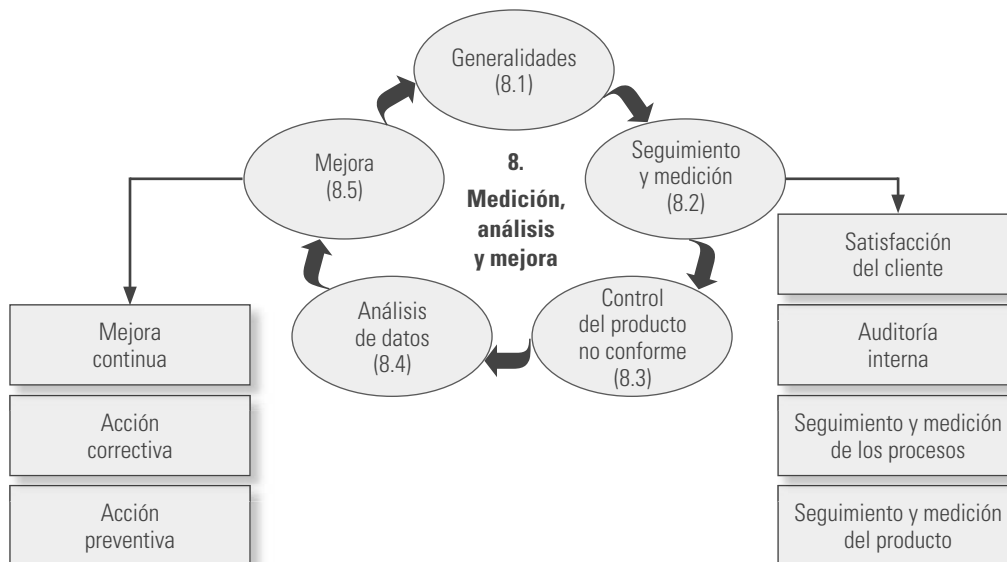 Generalidades
(8.1)
Seguimiento
y medición
(8.2)
Control
del producto
no conforme
(8.3)
Análisis
de datos
(8.4)
Mejora
(8.5)
8.
Medición,
análisis
y mejora
Satisfacción
del cliente
Auditoría
interna
Seguimiento y medición
de los procesos
Seguimiento y medición
del producto
Mejora
continua
Acción
correctiva
Acción
preventiva